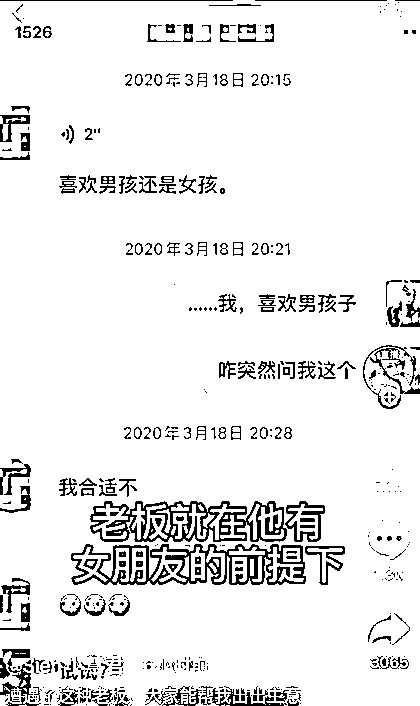 1526
2020年3月18日 20:15
2"
喜欢男孩还是女孩。
2020年3月18日 20:21
……我，喜欢男孩子
咋突然问我这个
2020年3月18日 20:28
我合适不
老板就在他有
女朋友的前提下
试试?
3065
遭遇了这种老板，大家能帮我出出主意